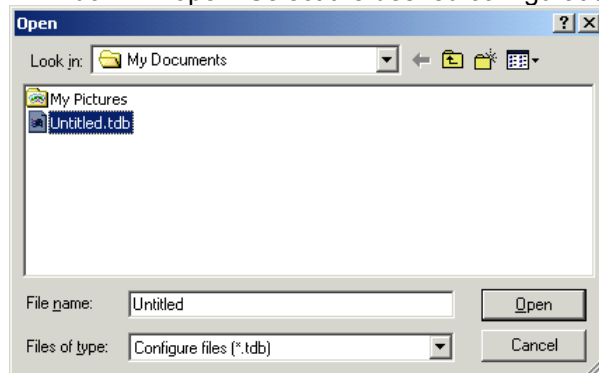 Open
Look in: My Documents
My Pictures
Untitled.tdb
File name: Untitled Open
Files of type: Configure files (*.tdb) Cancel